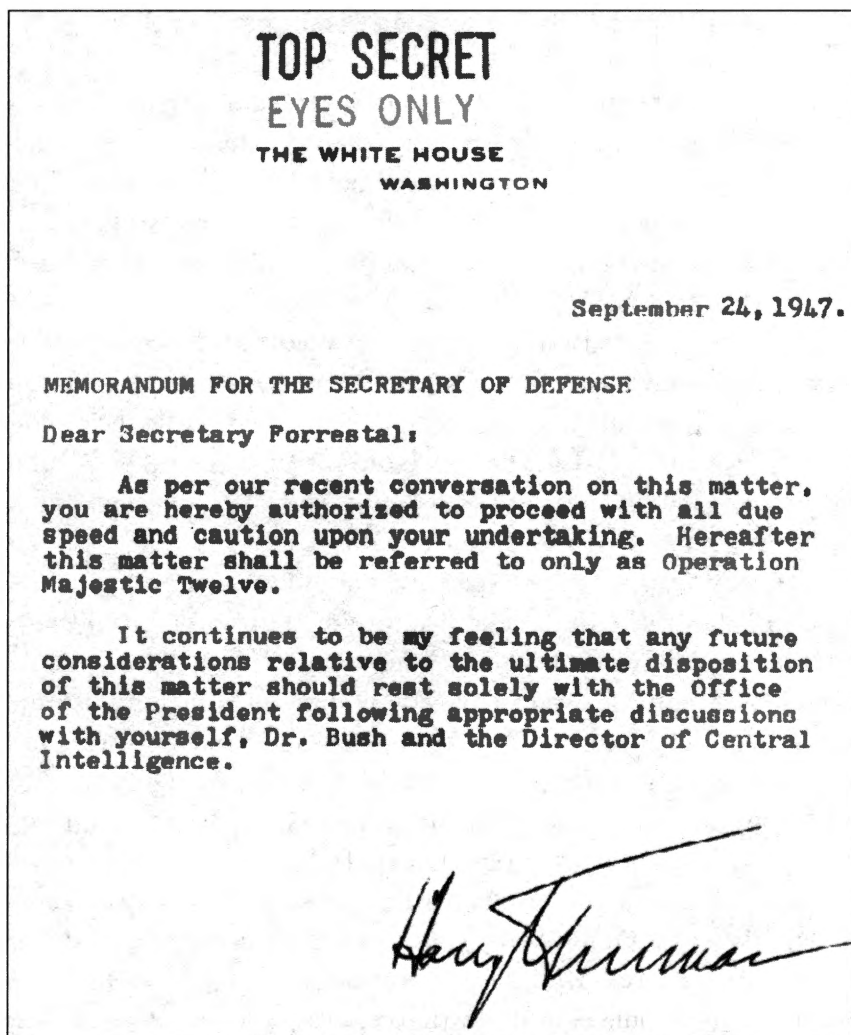 TOP SECRET
EYES ONLY
THE WHITE HOUSE
WASHINGTON
September 24, 1947.
MEMORANDUM FOR THE SECRETARY OF DEFENSE
Dear Secretary Forrestal:
As per our recent conversation on this matter,
you are hereby authorized to proceed with all due
speed and caution upon your undertaking. Hereafter
this matter shall be referred to only as Operation
Majestic Twelve.
It continues to be my feeling that any future
considerations relative to the ultimate disposition
of this matter should rest solely with the Office
of the President following appropriate discussions
with yourself, Dr. Bush and the Director of Central
Intelligence.
Harry Truman